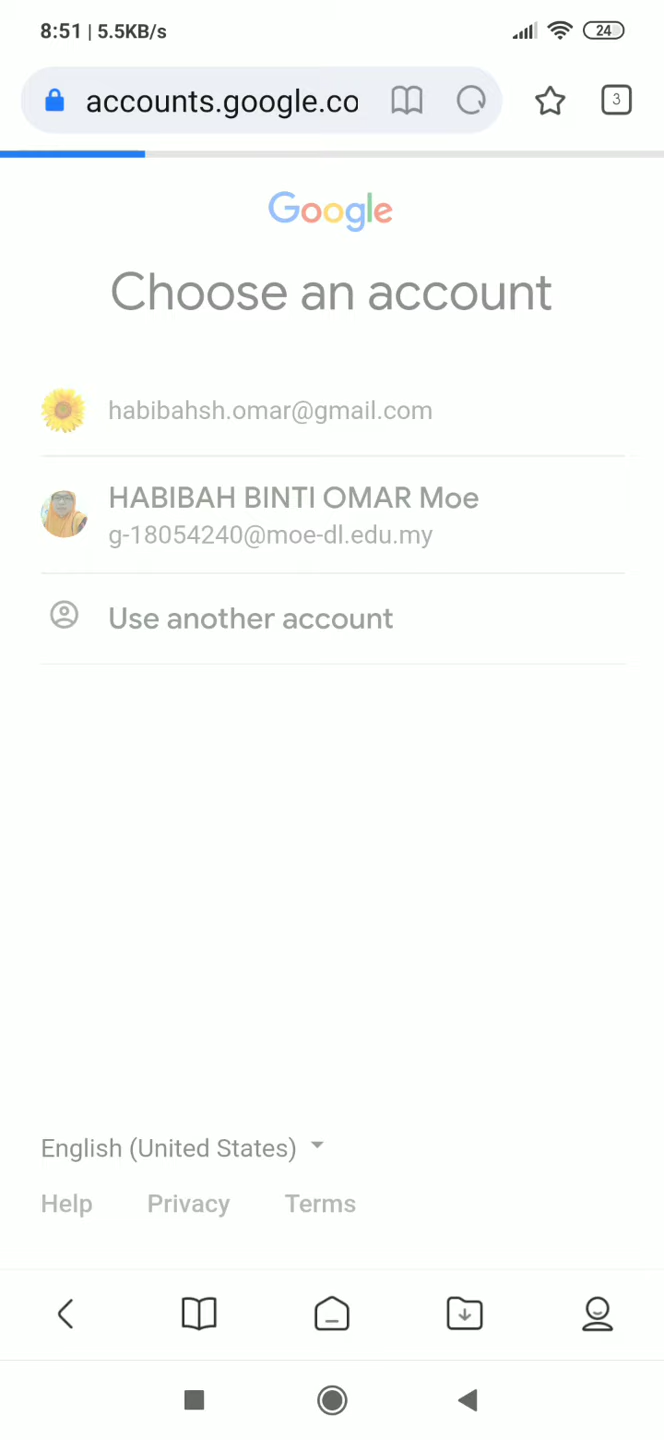 8:51 | 5.5KB/s
24
accounts.google.co
3
Google
Choose an account
habibahsh.omar@gmail.com
HABIBAH BINTI OMAR Moe
g-18054240@moe-dl.edu.my
Use another account
English (United States)
Help Privacy Terms